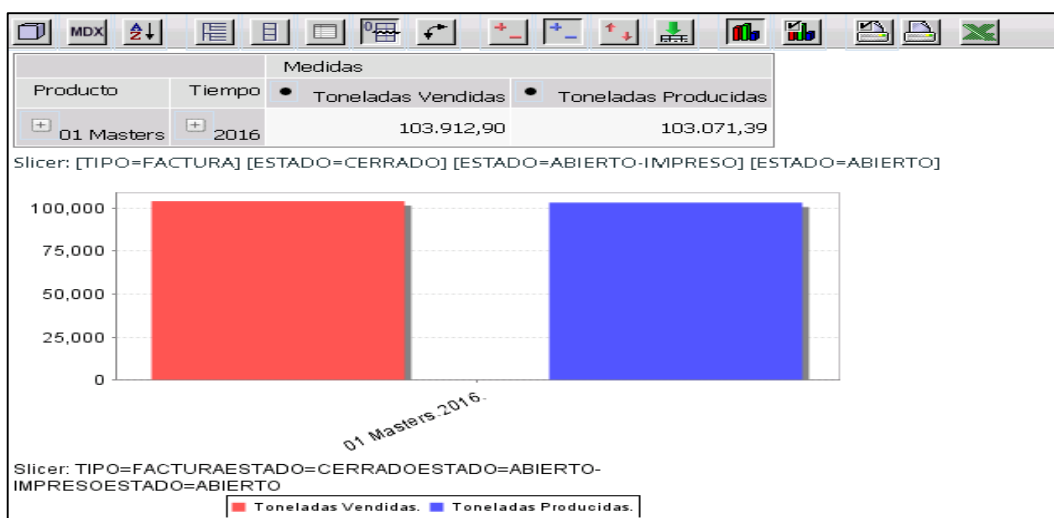 MDX A Z 0
Medidas
Producto Tiempo Toneladas Vendidas Toneladas Producidas
01 Masters 2016 103.912,90 103.071,39
Slicer: [TIPO=FACTURA] [ESTADO=CERRADO] [ESTADO=ABIERTO-IMPRESO] [ESTADO=ABIERTO]
100,000
75,000
50,000
25,000
0
01 Masters.2016.
Slicer: TIPO=FACTURAESTADO=CERRADOESTADO=ABIERTO-
IMPRESOESTADO=ABIERTO
Toneladas Vendidas. Toneladas Producidas.